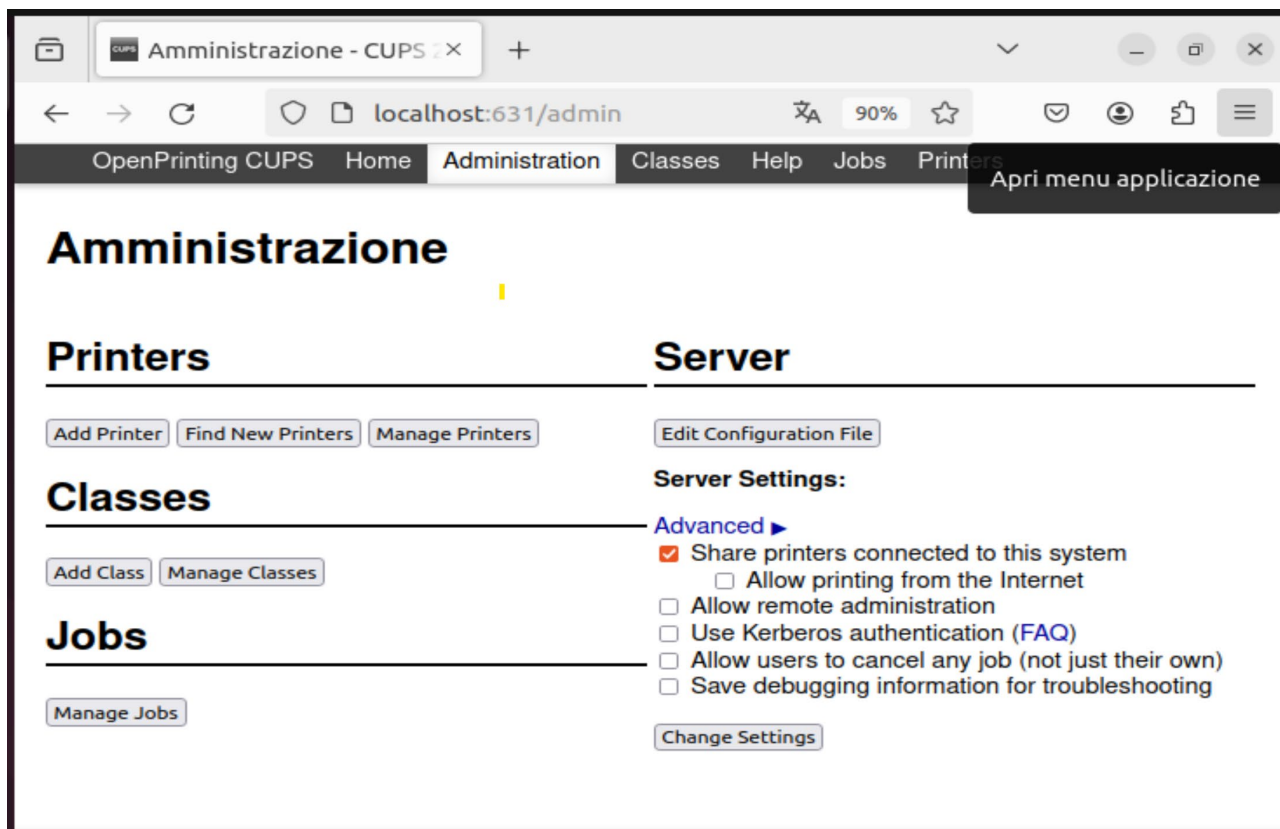 Amministrazione - CUPS 2
localhost:631/admin 90%
OpenPrinting CUPS Home Administration Classes Help Jobs Printers
Apri menu applicazione
Amministrazione
Printers
Add Printer Find New Printers Manage Printers
Classes
Add Class Manage Classes
Jobs
Manage Jobs
Server
Edit Configuration File
Server Settings:
Advanced ▶
Share printers connected to this system
Allow printing from the Internet
Allow remote administration
Use Kerberos authentication (FAQ)
Allow users to cancel any job (not just their own)
Save debugging information for troubleshooting
Change Settings